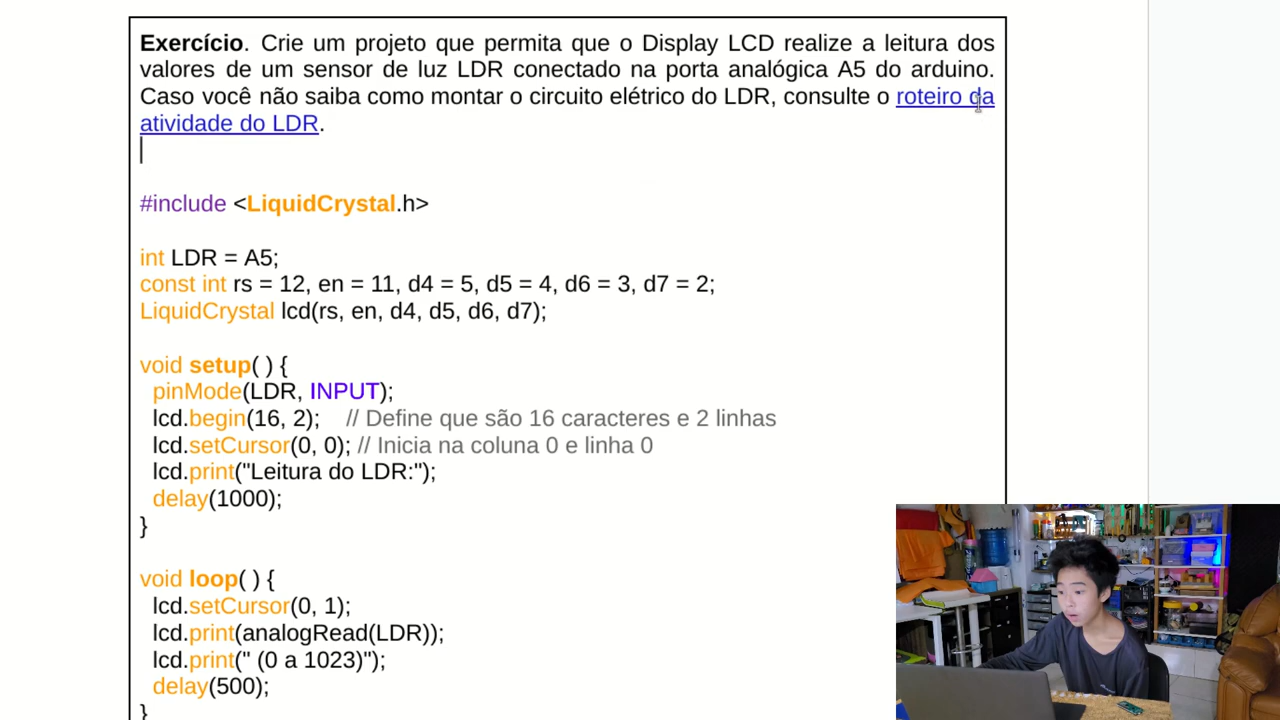 Exercício. Crie um projeto que permita que o Display LCD realize a leitura dos
valores de um sensor de luz LDR conectado na porta analógica A5 do arduino.
Caso você não saiba como montar o circuito elétrico do LDR, consulte o roteiro da
atividade do LDR.
#include <LiquidCrystal.h>
int LDR = A5;
const int rs = 12, en = 11, d4 = 5, d5 = 4, d6 = 3, d7 = 2;
LiquidCrystal lcd(rs, en, d4, d5, d6, d7);
void setup( ) {
pinMode(LDR, INPUT);
lcd.begin(16, 2); // Define que são 16 caracteres e 2 linhas
lcd.setCursor(0, 0); // Inicia na coluna 0 e linha 0
lcd.print("Leitura do LDR:");
delay(1000);
}
void loop( ) {
lcd.setCursor(0, 1);
lcd.print(analogRead(LDR));
lcd.print(" (0 a 1023)");
delay(500);
}